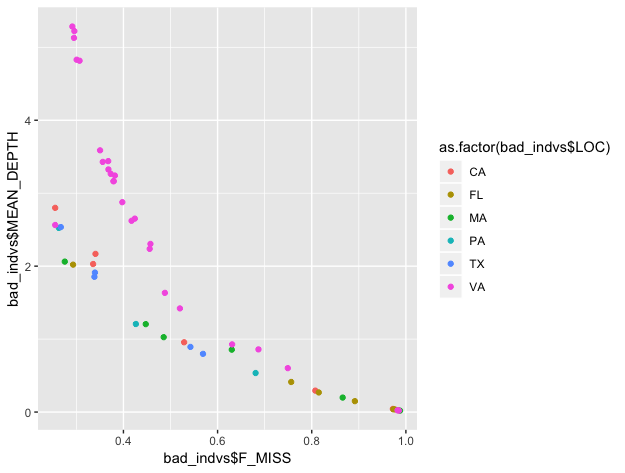 bad_indvs$MEAN_DEPTH
4
2
0
0.4
0.6
0.8
1.0
bad_indvs$F_MISS
as.factor(bad_indvs$LOC)
CA
FL
MA
PA
TX
VA